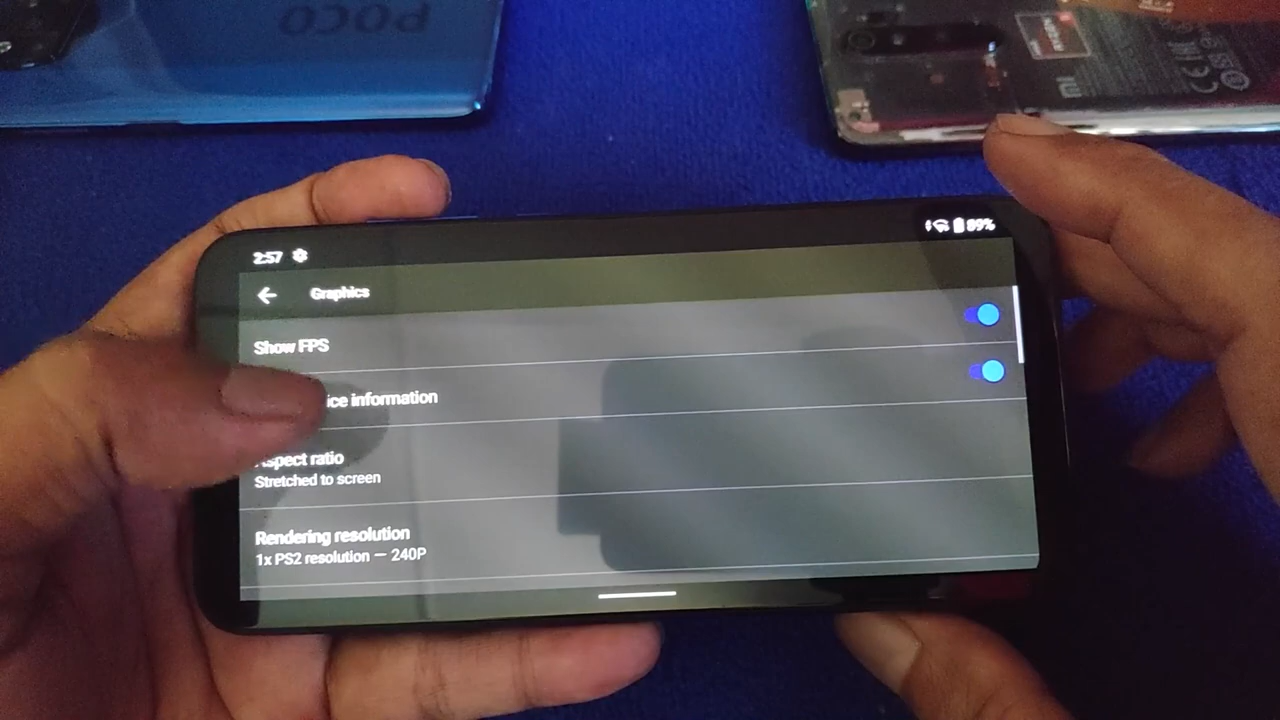 POCO
2:57
89%
Graphics
Show FPS
ice information
Aspect ratio
Stretched to screen
Rendering resolution
1x PS2 resolution — 240P